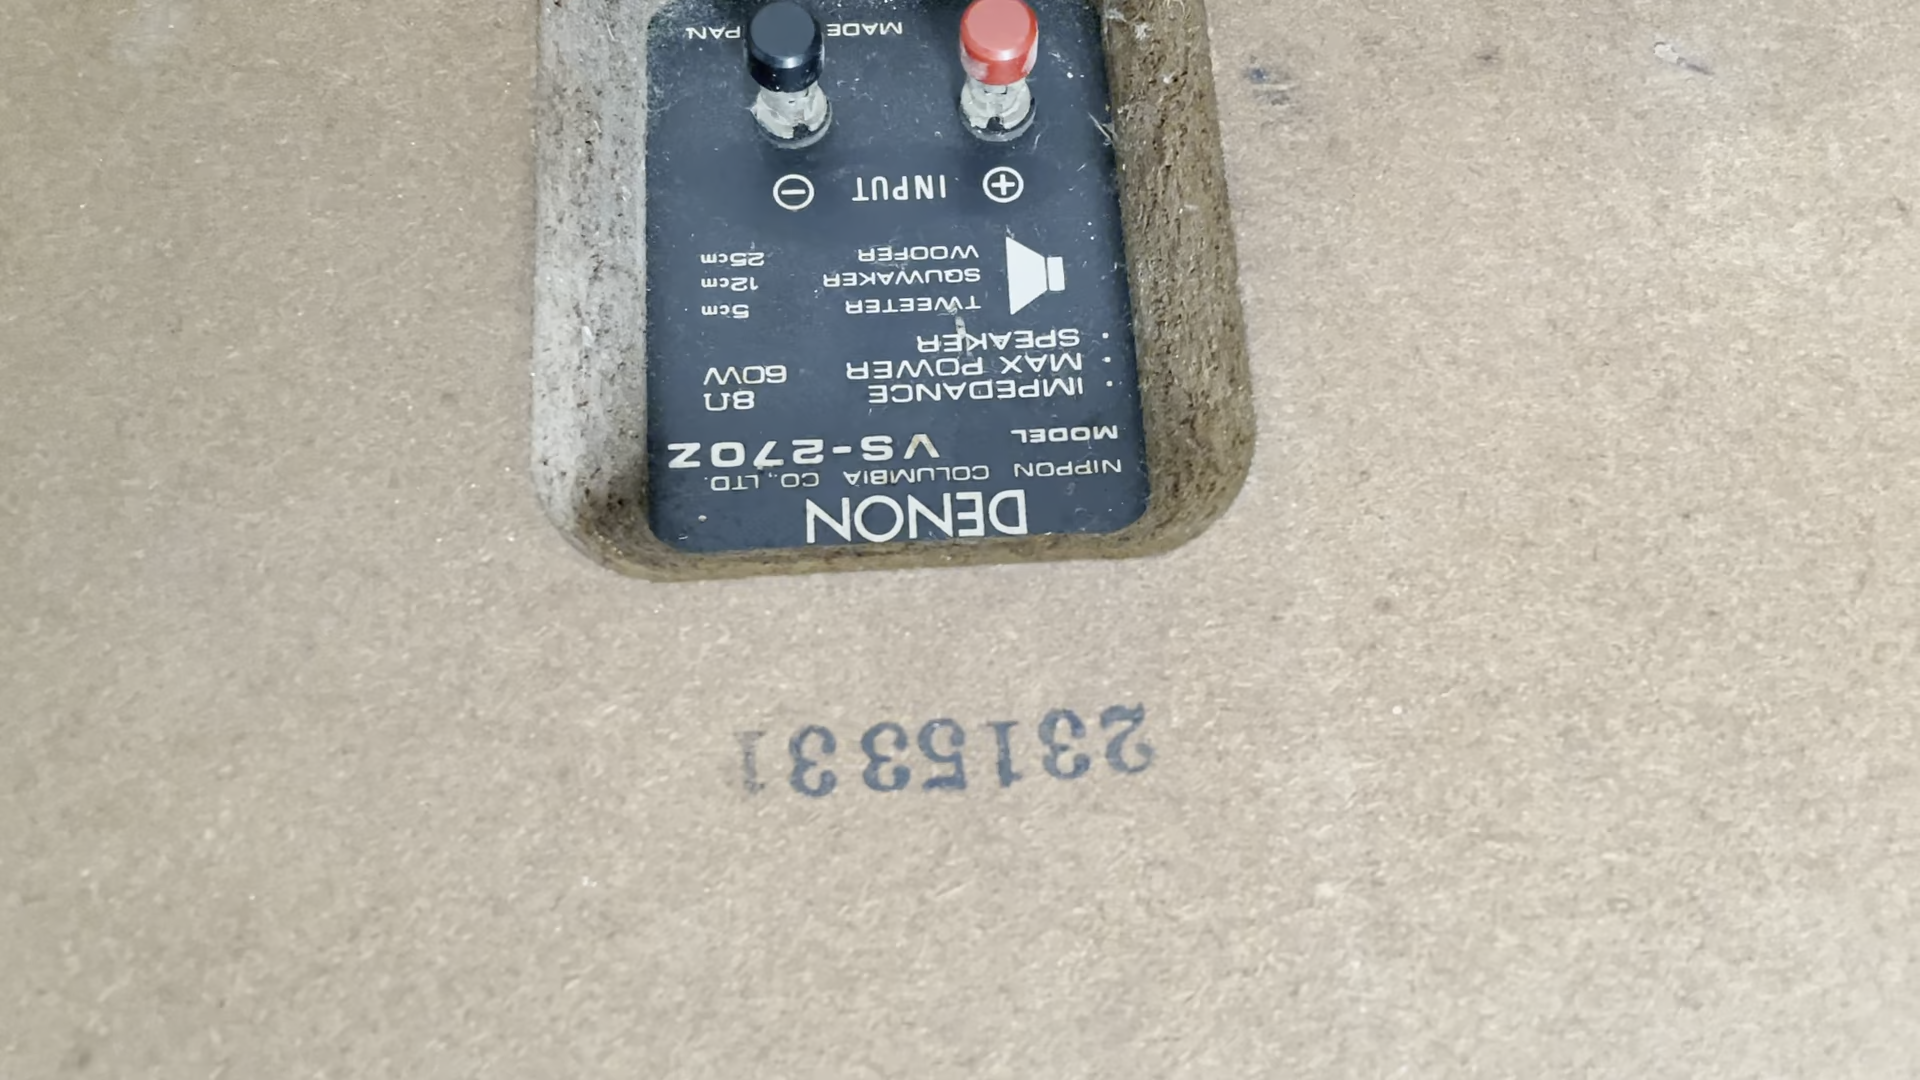 2315331
DENON
NIPPON COLUMBIA CO., LTD.
MODEL VS-270Z
· IMPEDANCE 8Ω
· MAX POWER 60W
· SPEAKER
TWEETER 5cm
SQUWAKER 12cm
WOOFER 25cm
⊕ INPUT ⊖
MADE PAN